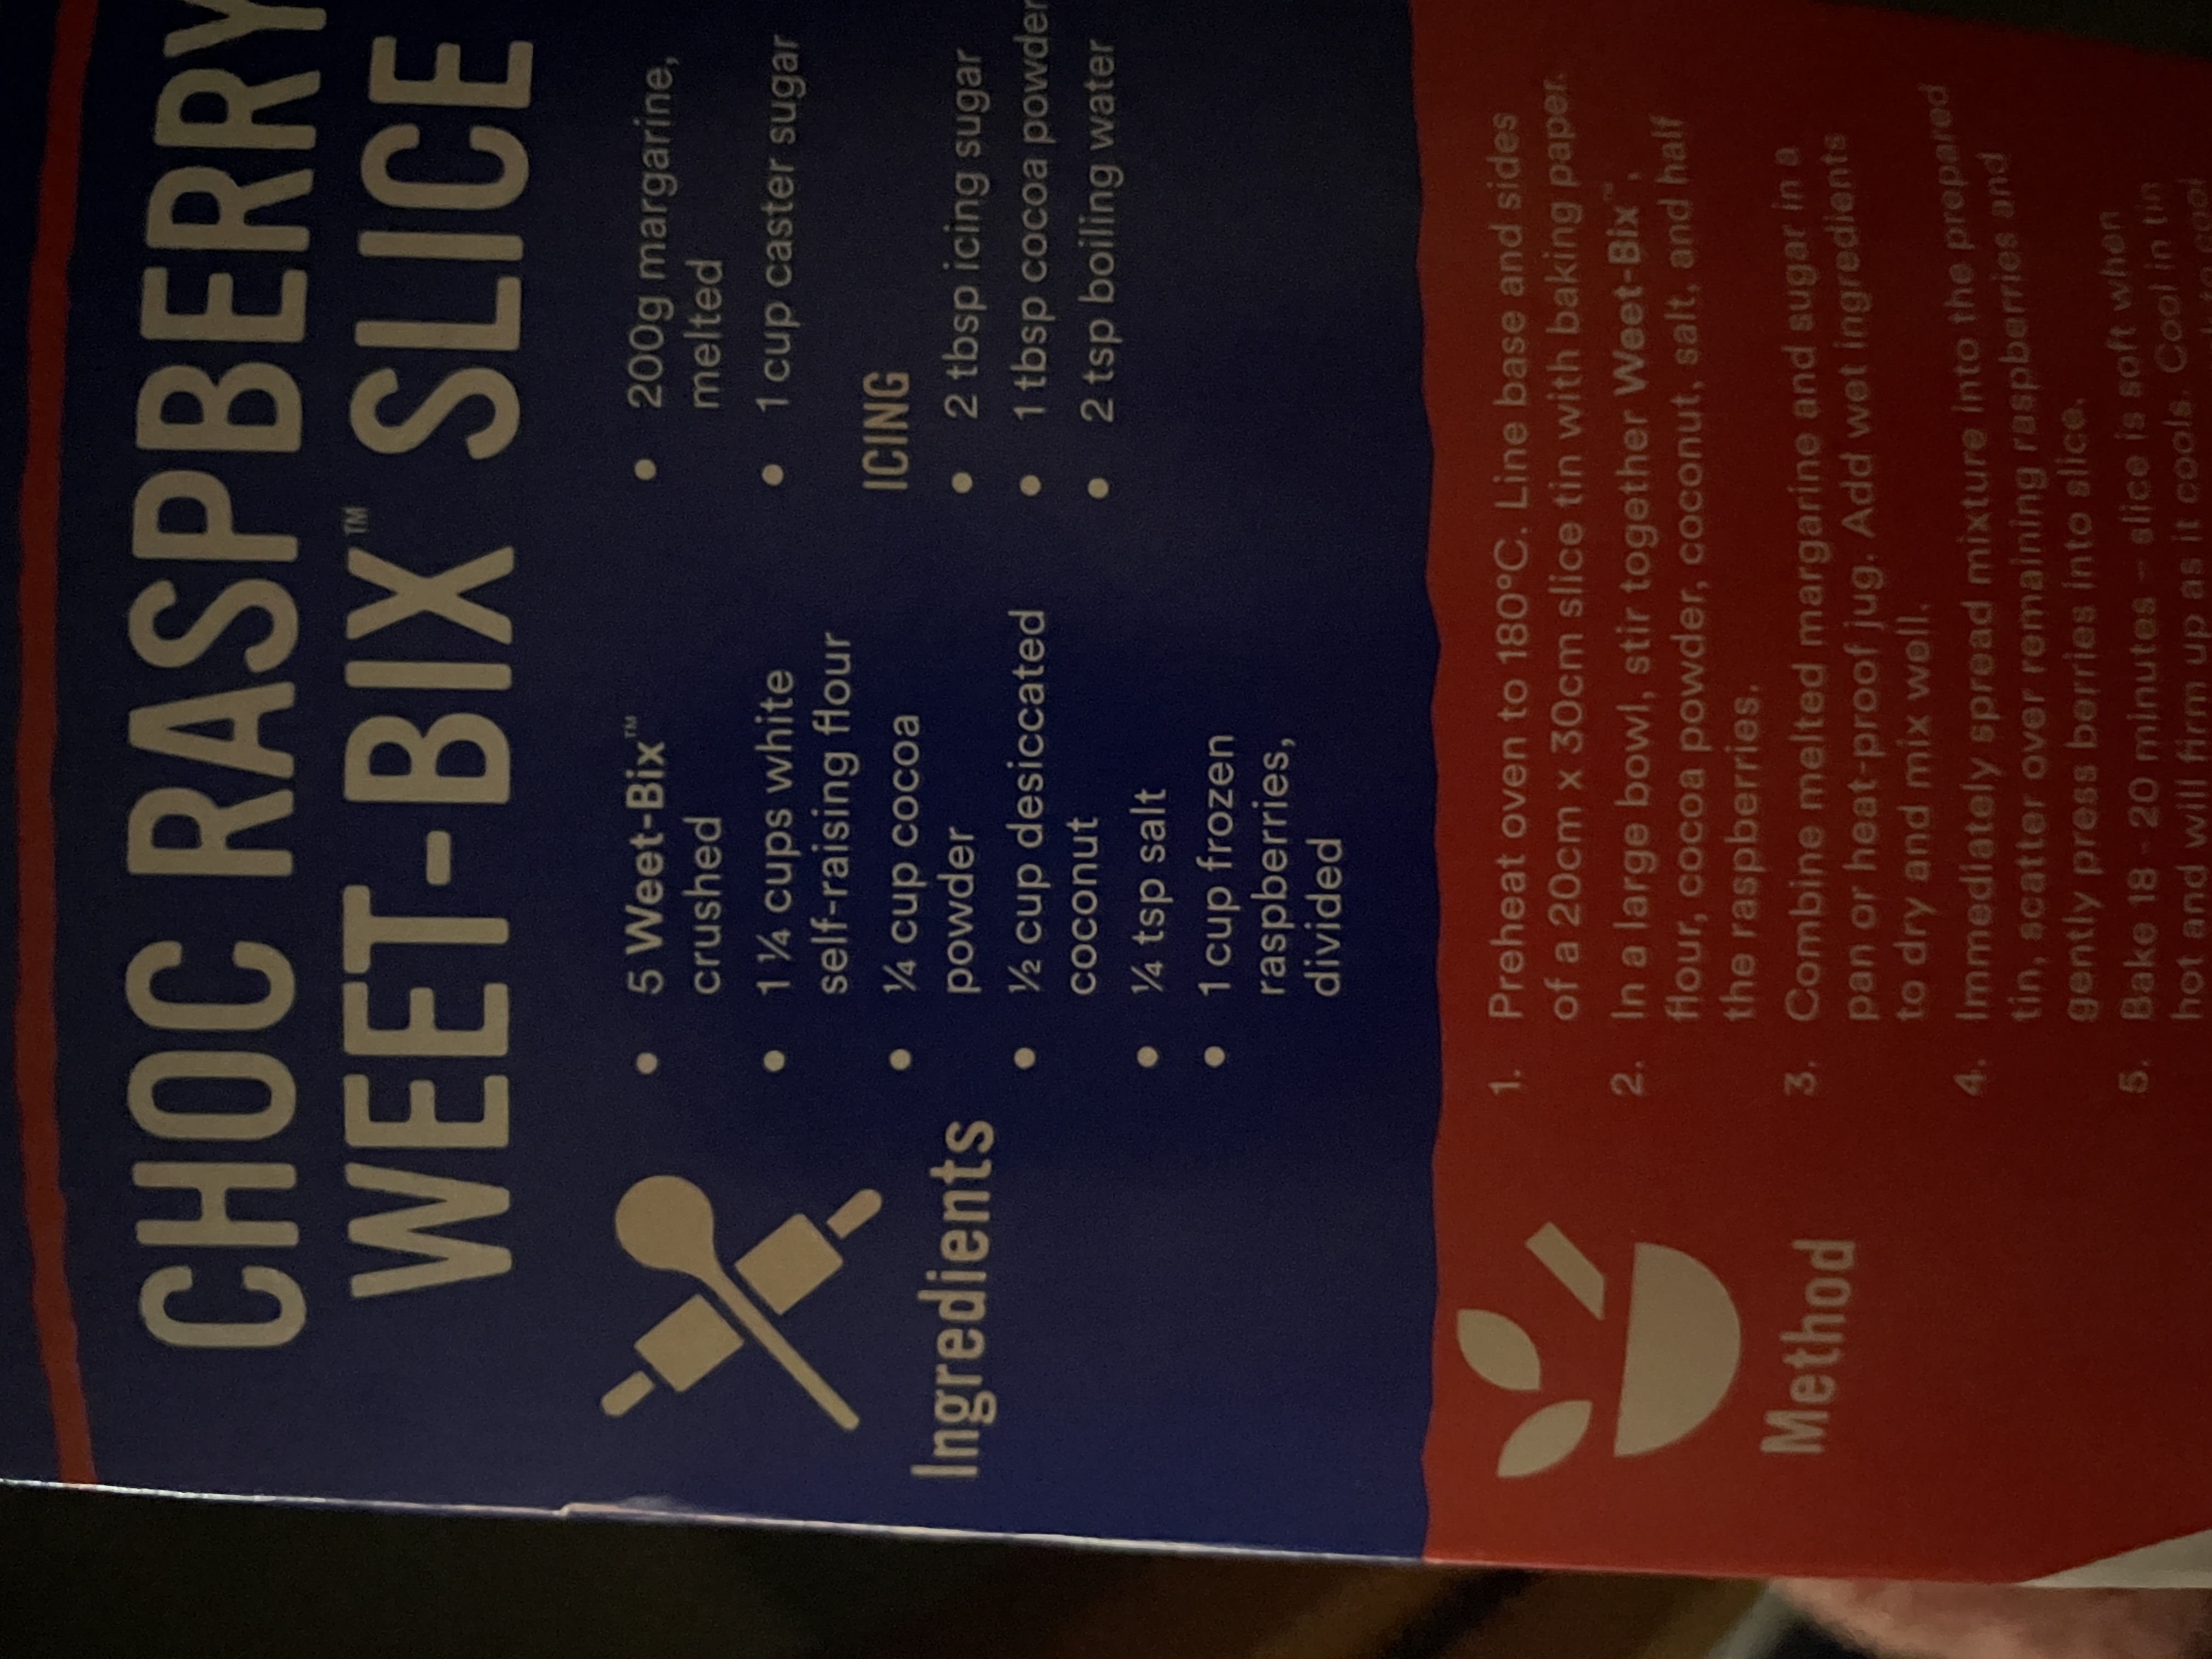 CHOC RASPBERRY
WEET-BIX™ SLICE
Ingredients
• 5 Weet-Bix™
crushed
• 1 ¼ cups white
self-raising flour
• ¼ cup cocoa
powder
• ½ cup desiccated
coconut
• ¼ tsp salt
• 1 cup frozen
raspberries,
divided
• 200g margarine,
melted
• 1 cup caster sugar
ICING
• 2 tbsp icing sugar
• 1 tbsp cocoa powder
• 2 tsp boiling water
Method
1. Preheat oven to 180°C. Line base and sides
of a 20cm x 30cm slice tin with baking paper.
2. In a large bowl, stir together Weet-Bix™,
flour, cocoa powder, coconut, salt, and half
the raspberries.
3. Combine melted margarine and sugar in a
pan or heat-proof jug. Add wet ingredients
to dry and mix well.
4. Immediately spread mixture into the prepared
tin, scatter over remaining raspberries and
gently press berries into slice.
5. Bake 18 - 20 minutes – slice is soft when
hot and will firm up as it cools. Cool in tin
to cool